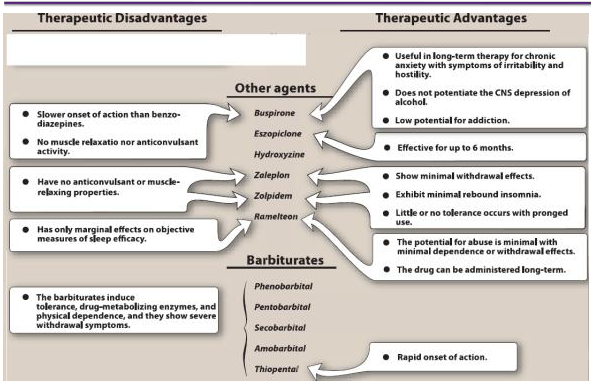 Therapeutic Disadvantages
Therapeutic Advantages
● Useful in long-term therapy for chronic
anxiety with symptoms of irritability and
hostility.
● Does not potentiate the CNS depression of
alcohol.
● Low potential for addiction.
Other agents
● Slower onset of action than benzo-
diazepines.
● No muscle relaxatio nor anticonvulsant
activity.
Buspirone
Eszopiclone
Hydroxyzine
Zaleplon
Zolpidem
Ramelteon
● Effective for up to 6 months.
● Have no anticonvulsant or muscle-
relaxing properties.
● Show minimal withdrawal effects.
● Exhibit minimal rebound insomnia.
● Little or no tolerance occurs with pronged
use.
● Has only marginal effects on objective
measures of sleep efficacy.
● The potential for abuse is minimal with
minimal dependence or withdrawal effects.
● The drug can be administered long-term.
Barbiturates
● The barbiturates induce
tolerance, drug-metabolizing enzymes, and
physical dependence, and they show severe
withdrawal symptoms.
Phenobarbital
Pentobarbital
Secobarbital
Amobarbital
Thiopental
● Rapid onset of action.